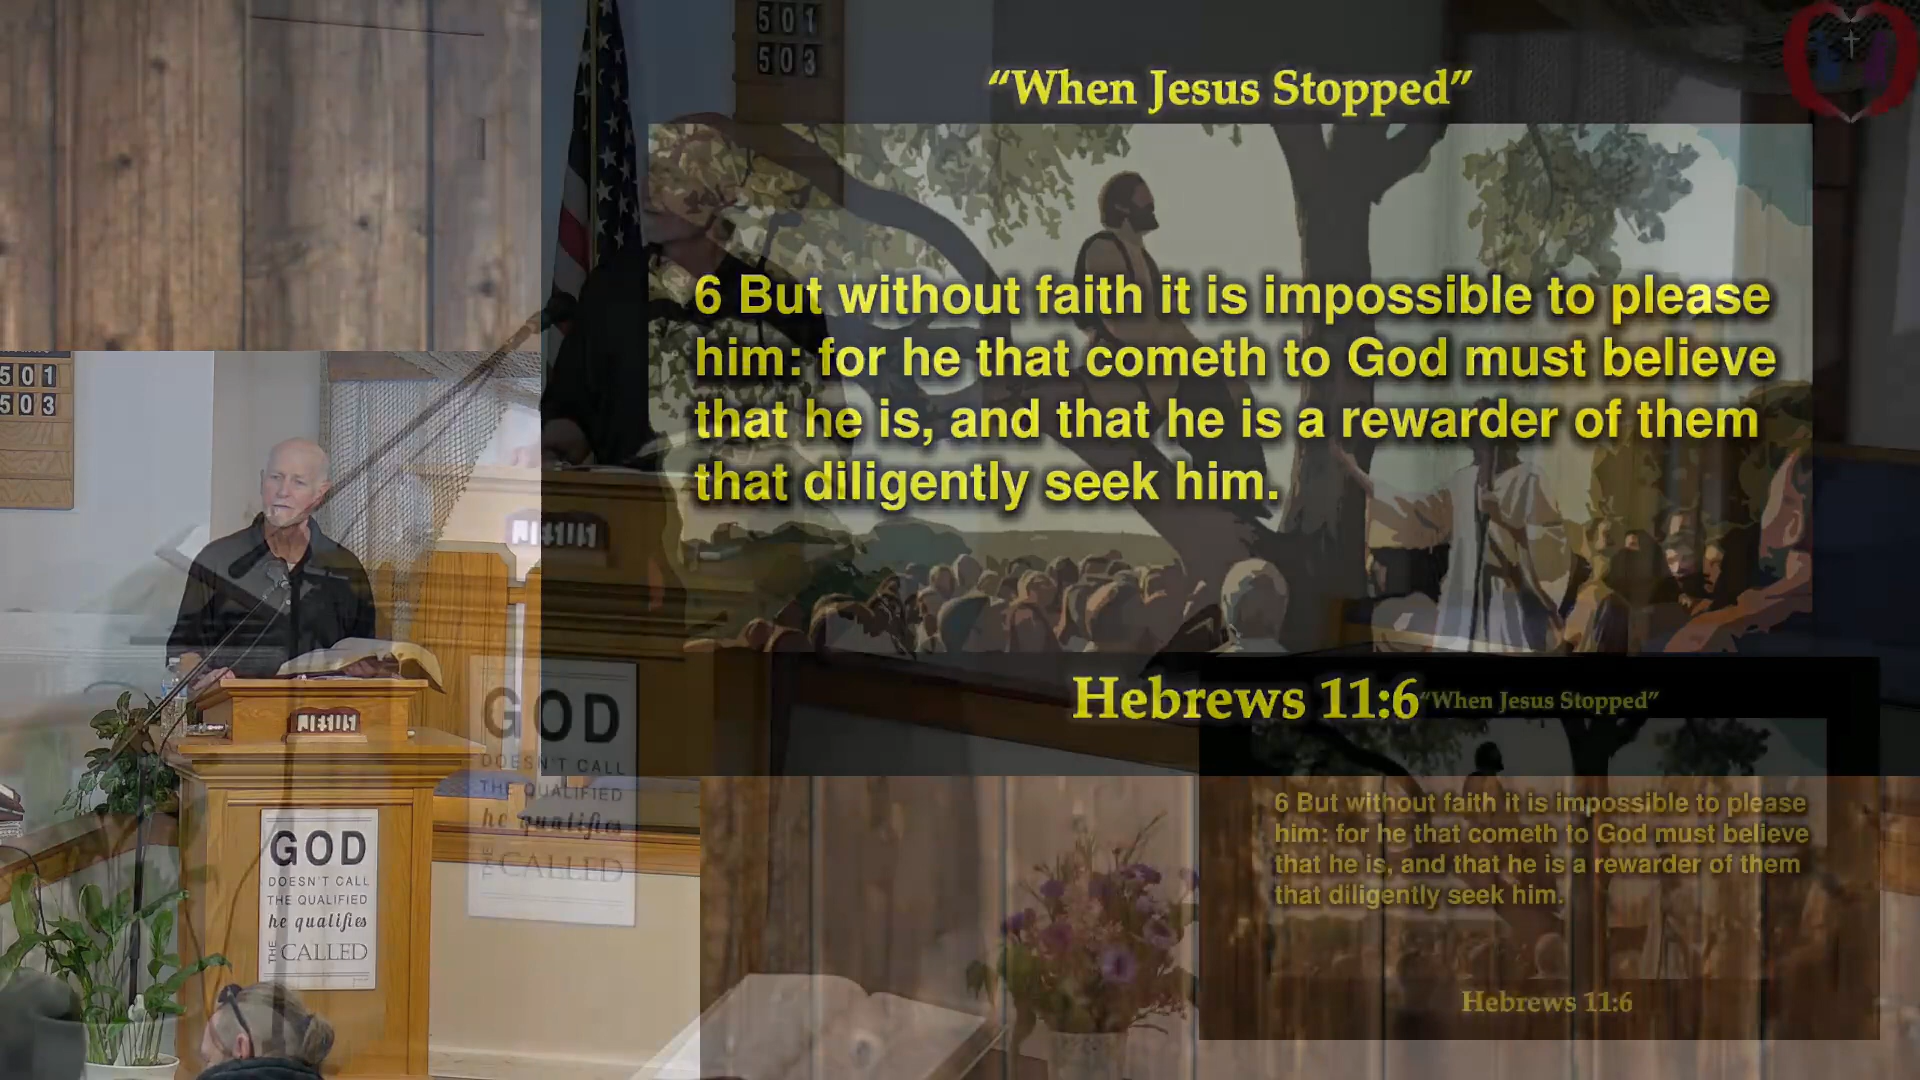 501
503
“When Jesus Stopped”
6 But without faith it is impossible to please
him: for he that cometh to God must believe
that he is, and that he is a rewarder of them
that diligently seek him.
Hebrews 11:6
501
503
GOD
DOESN'T CALL
THE QUALIFIED
he qualifies
THE CALLED
GOD
DOESN'T CALL
THE QUALIFIED
he qualifies
THE CALLED
“When Jesus Stopped”
6 But without faith it is impossible to please
him: for he that cometh to God must believe
that he is, and that he is a rewarder of them
that diligently seek him.
Hebrews 11:6